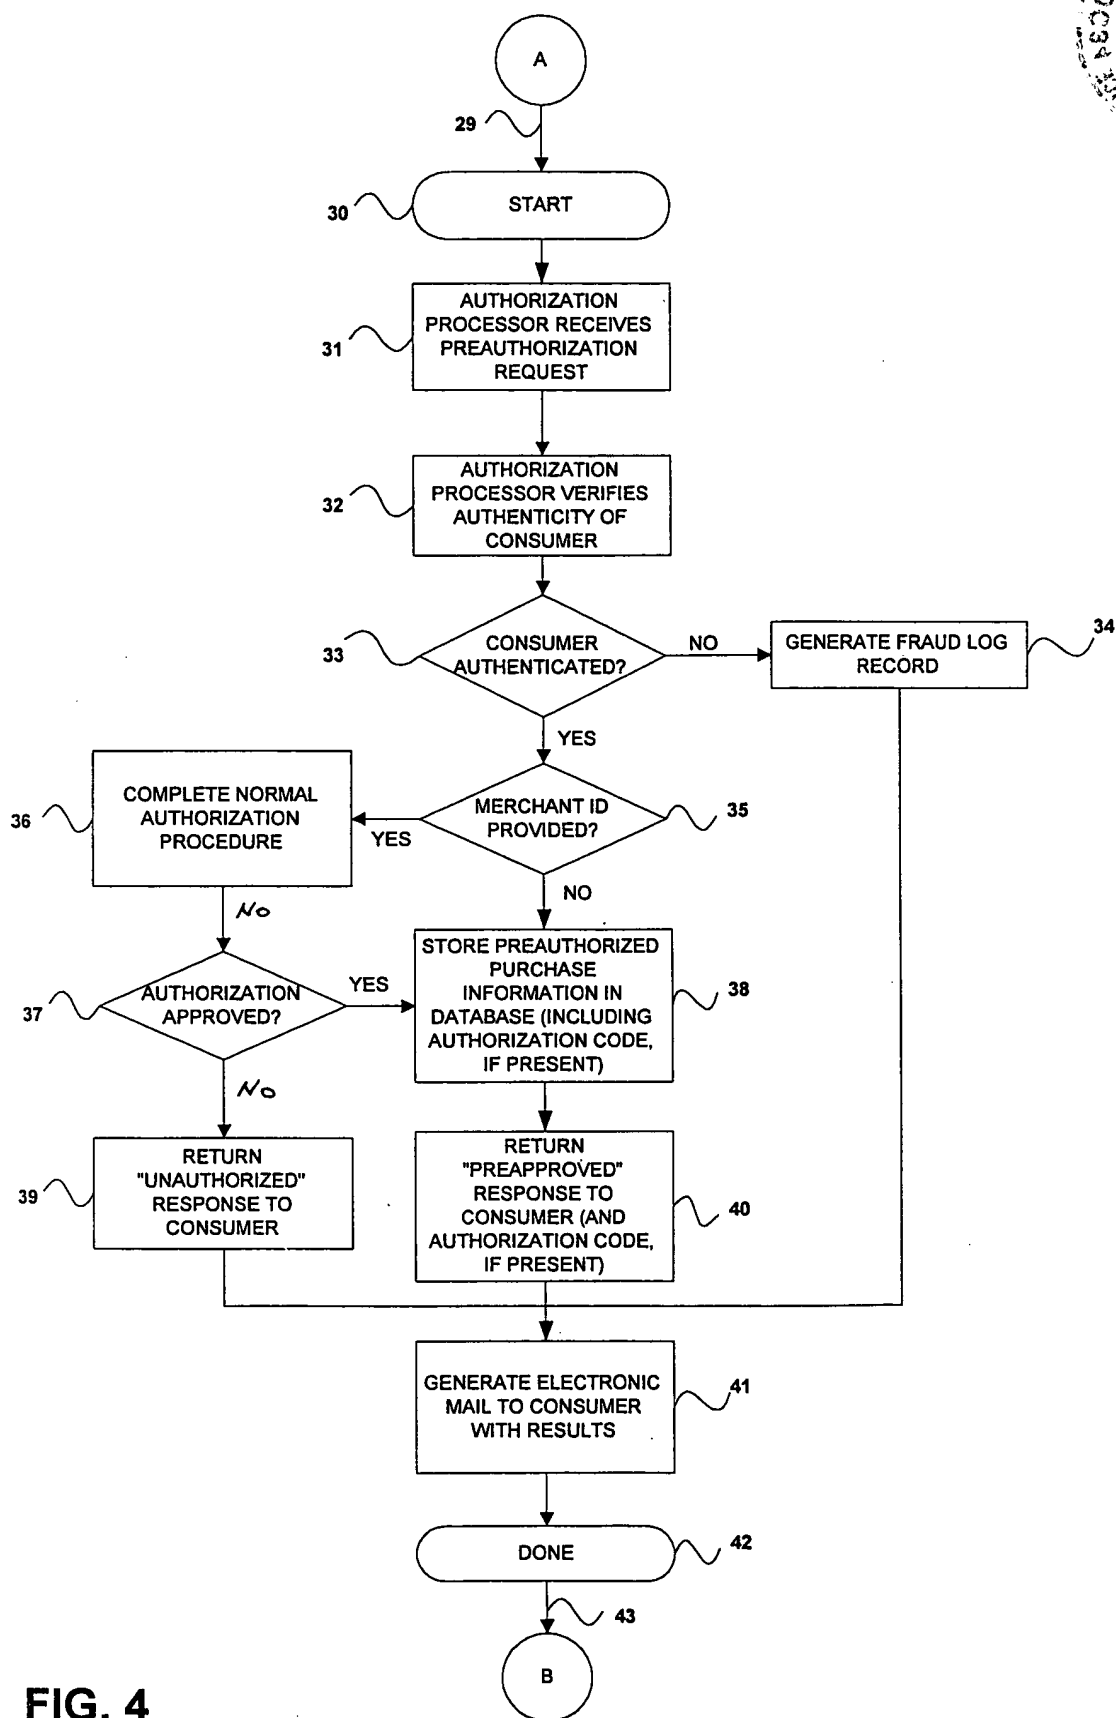 A
29
30
START
31
AUTHORIZATION
PROCESSOR RECEIVES
PREAUTHORIZATION
REQUEST
32
AUTHORIZATION
PROCESSOR VERIFIES
AUTHENTICITY OF
CONSUMER
33
CONSUMER
AUTHENTICATED?
NO
GENERATE FRAUD LOG
RECORD
34
YES
36
COMPLETE NORMAL
AUTHORIZATION
PROCEDURE
YES
MERCHANT ID
PROVIDED?
35
NO
No
37
AUTHORIZATION
APPROVED?
YES
STORE PREAUTHORIZED
PURCHASE
INFORMATION IN
DATABASE (INCLUDING
AUTHORIZATION CODE,
IF PRESENT)
38
No
39
RETURN
"UNAUTHORIZED"
RESPONSE TO
CONSUMER
RETURN
"PREAPPROVED"
RESPONSE TO
CONSUMER (AND
AUTHORIZATION CODE,
IF PRESENT)
40
GENERATE ELECTRONIC
MAIL TO CONSUMER
WITH RESULTS
41
DONE
42
43
B
FIG. 4